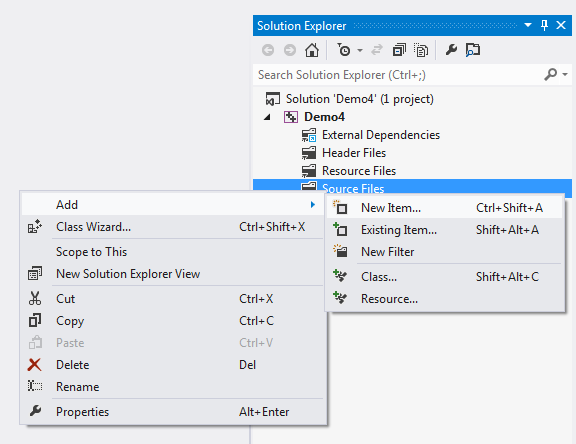 Solution Explorer
Search Solution Explorer (Ctrl+;)
Solution 'Demo4' (1 project)
Demo4
External Dependencies
Header Files
Resource Files
Source Files
Add
Class Wizard... Ctrl+Shift+X
Scope to This
New Solution Explorer View
Cut Ctrl+X
Copy Ctrl+C
Paste Ctrl+V
Delete Del
Rename
Properties Alt+Enter
New Item... Ctrl+Shift+A
Existing Item... Shift+Alt+A
New Filter
Class... Shift+Alt+C
Resource...